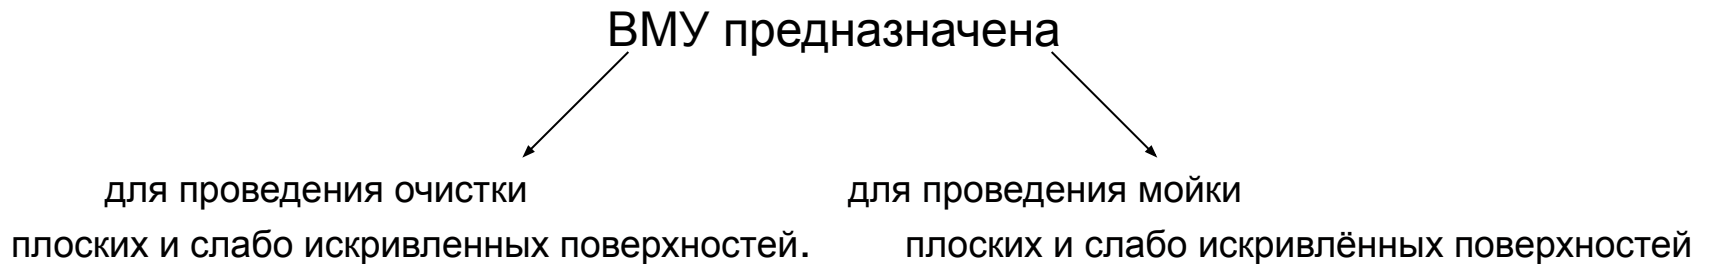 ВМУ предназначена
для проведения очистки
плоских и слабо искривленных поверхностей.
для проведения мойки
плоских и слабо искривлённых поверхностей